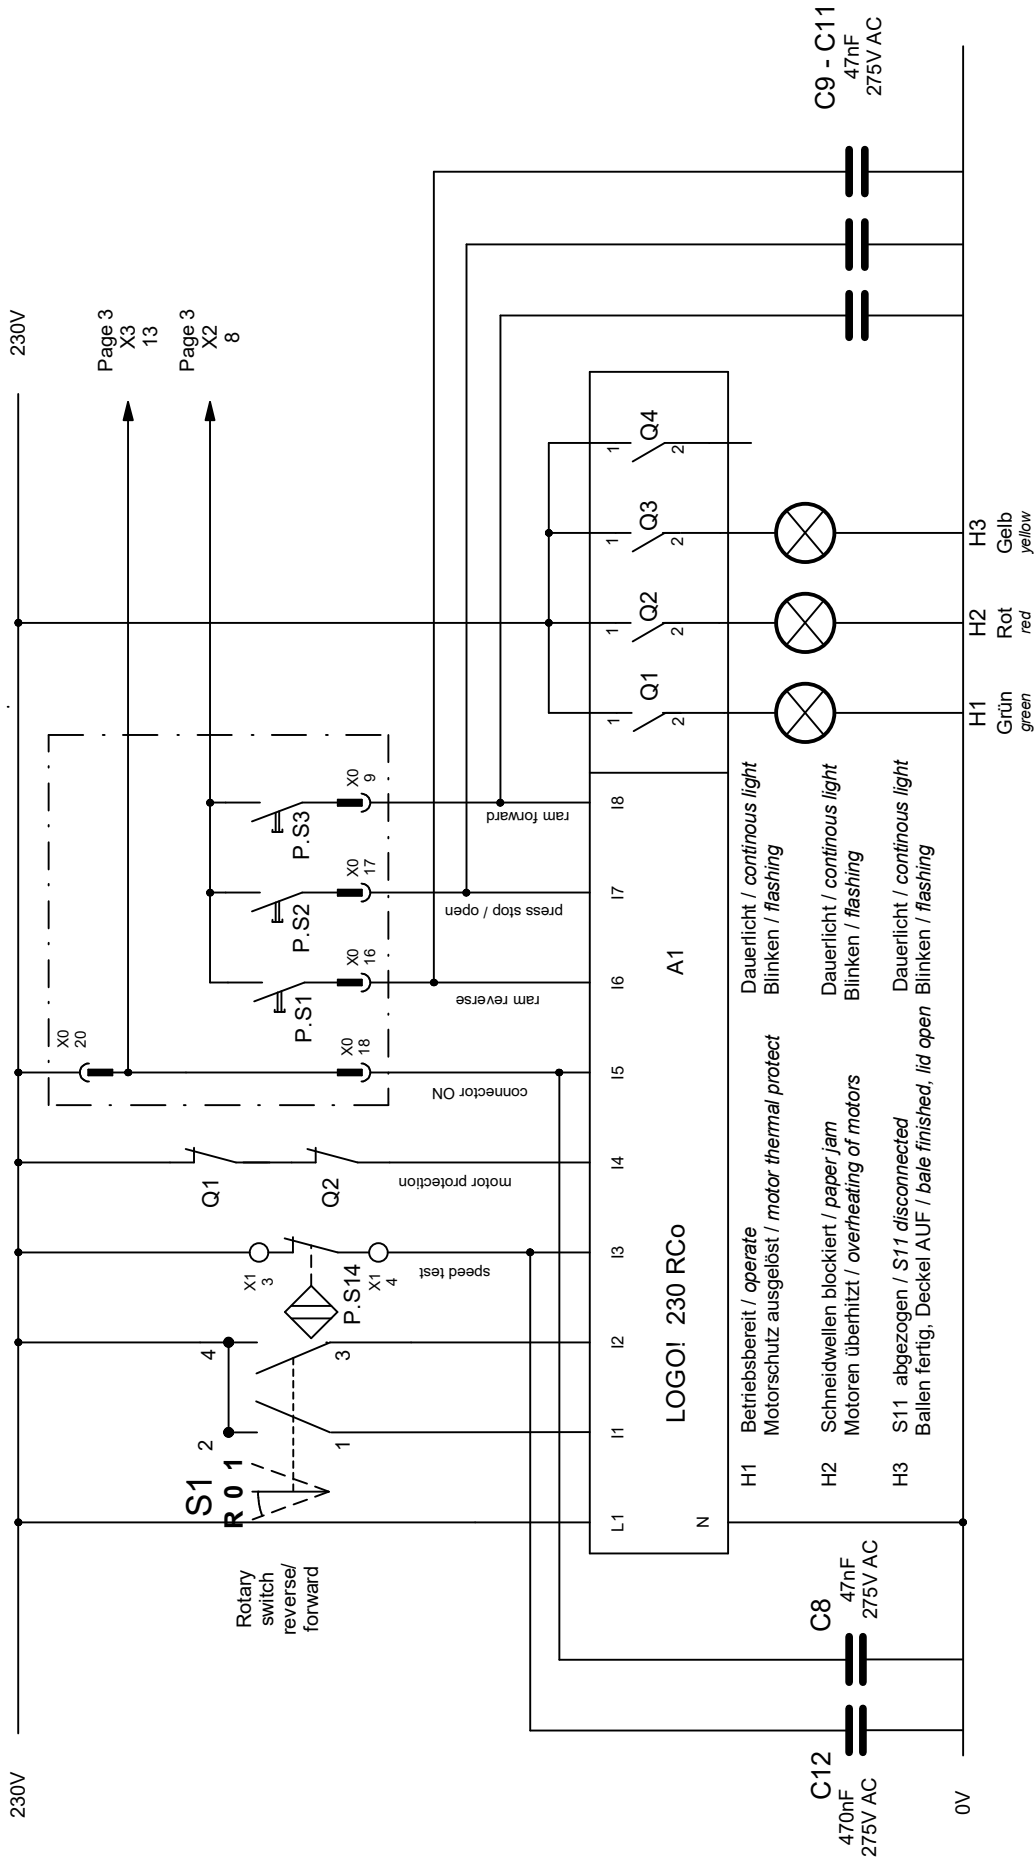 230V
230V
Page 3
X3
13
Page 3
X2
8
Rotary
switch
reverse/
forward
S1
R 0 1
2
4
1
3
X1
3
P.S14
X1
4
speed test
Q1
Q2
motor protection
X0
20
X0
18
connector ON
P.S1
X0
16
ram reverse
P.S2
X0
17
press stop / open
P.S3
X0
9
ram forward
L1
I1
I2
I3
I4
I5
I6
I7
I8
N
LOGO! 230 RCo
A1
1
Q1
2
1
Q2
2
1
Q3
2
1
Q4
2
H1 Betriebsbereit / operate Dauerlicht / continous light
Motorschutz ausgelöst / motor thermal protect Blinken / flashing
H2 Schneidwellen blockiert / paper jam Dauerlicht / continous light
Motoren überhitzt / overheating of motors Blinken / flashing
H3 S11 abgezogen / S11 disconnected Dauerlicht / continous light
Ballen fertig, Deckel AUF / bale finished, lid open Blinken / flashing
C12
470nF
275V AC
C8
47nF
275V AC
C9 - C11
47nF
275V AC
0V
H1
Grün
green
H2
Rot
red
H3
Gelb
yellow